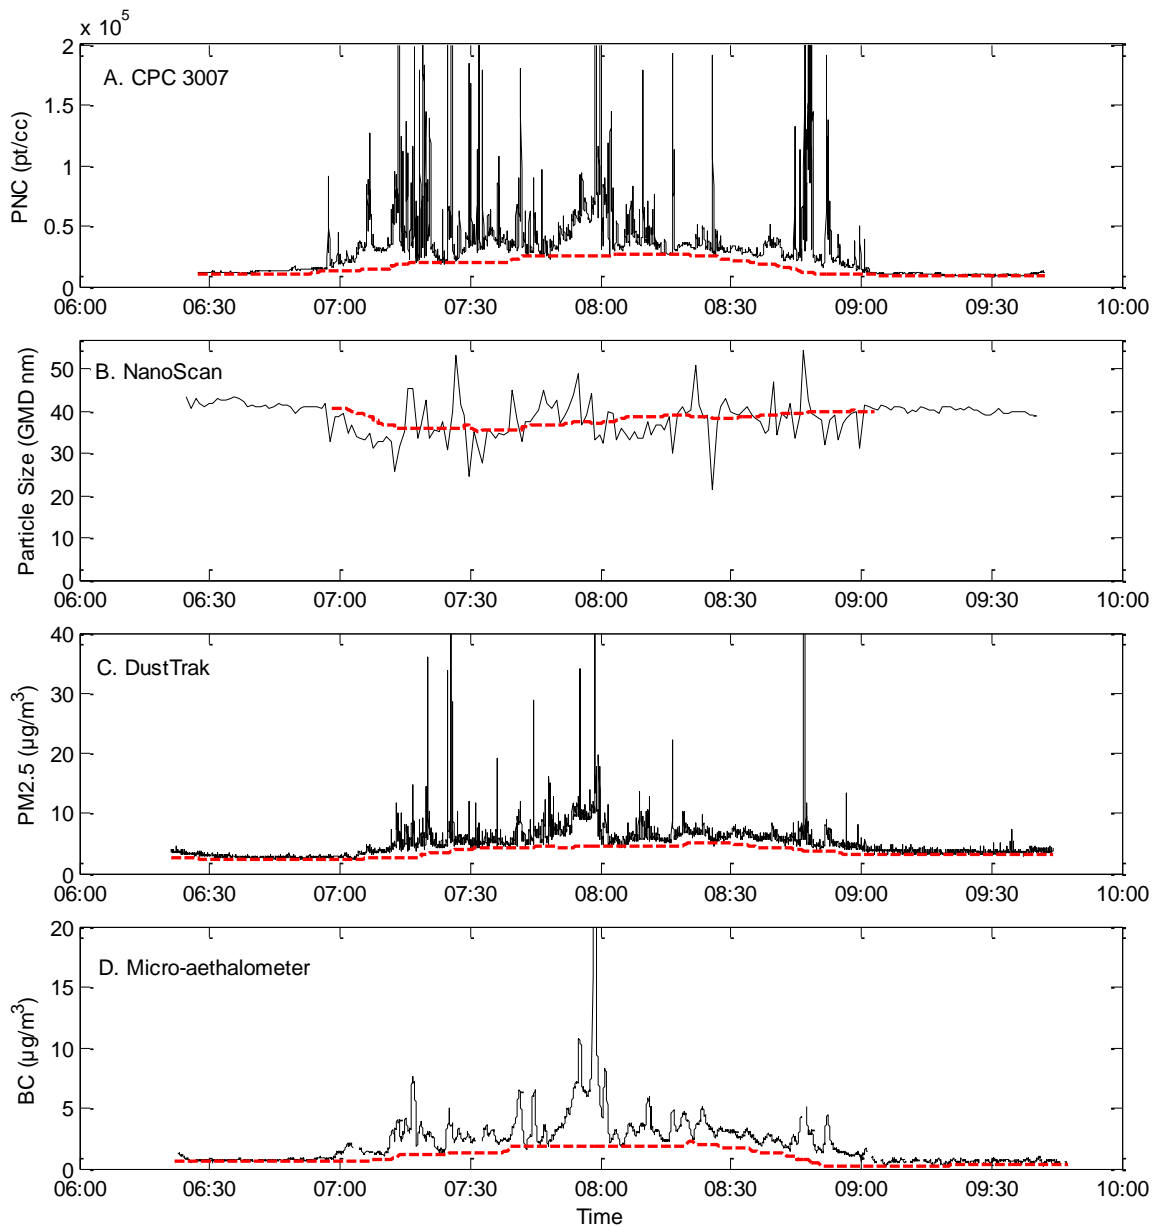 x 10^5
2
A. CPC 3007
1.5
1
0.5
0
PNC (pt/cc)
06:00 06:30 07:00 07:30 08:00 08:30 09:00 09:30 10:00
B. NanoScan
50
40
30
20
10
0
Particle Size (GMD nm)
06:00 06:30 07:00 07:30 08:00 08:30 09:00 09:30 10:00
40
C. DustTrak
30
20
10
0
PM2.5 (µg/m³)
06:00 06:30 07:00 07:30 08:00 08:30 09:00 09:30 10:00
20
D. Micro-aethalometer
15
10
5
0
BC (µg/m³)
06:00 06:30 07:00 07:30 08:00 08:30 09:00 09:30 10:00
Time